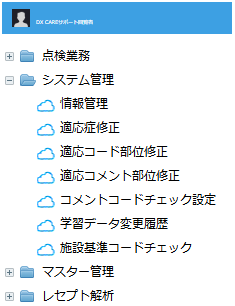 DX CAREサポート開発者
点検業務
システム管理
情報管理
適応症修正
適応コード部位修正
適応コメント部位修正
コメントコードチェック設定
学習データ変更履歴
施設基準コードチェック
マスター管理
レセプト解析